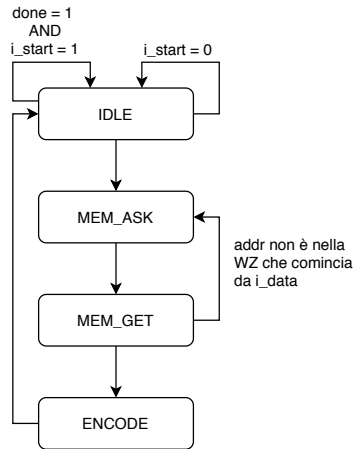 done = 1
AND
i_start = 1
i_start = 0
IDLE
MEM_ASK
addr non è nella
WZ che comincia
da i_data
MEM_GET
ENCODE